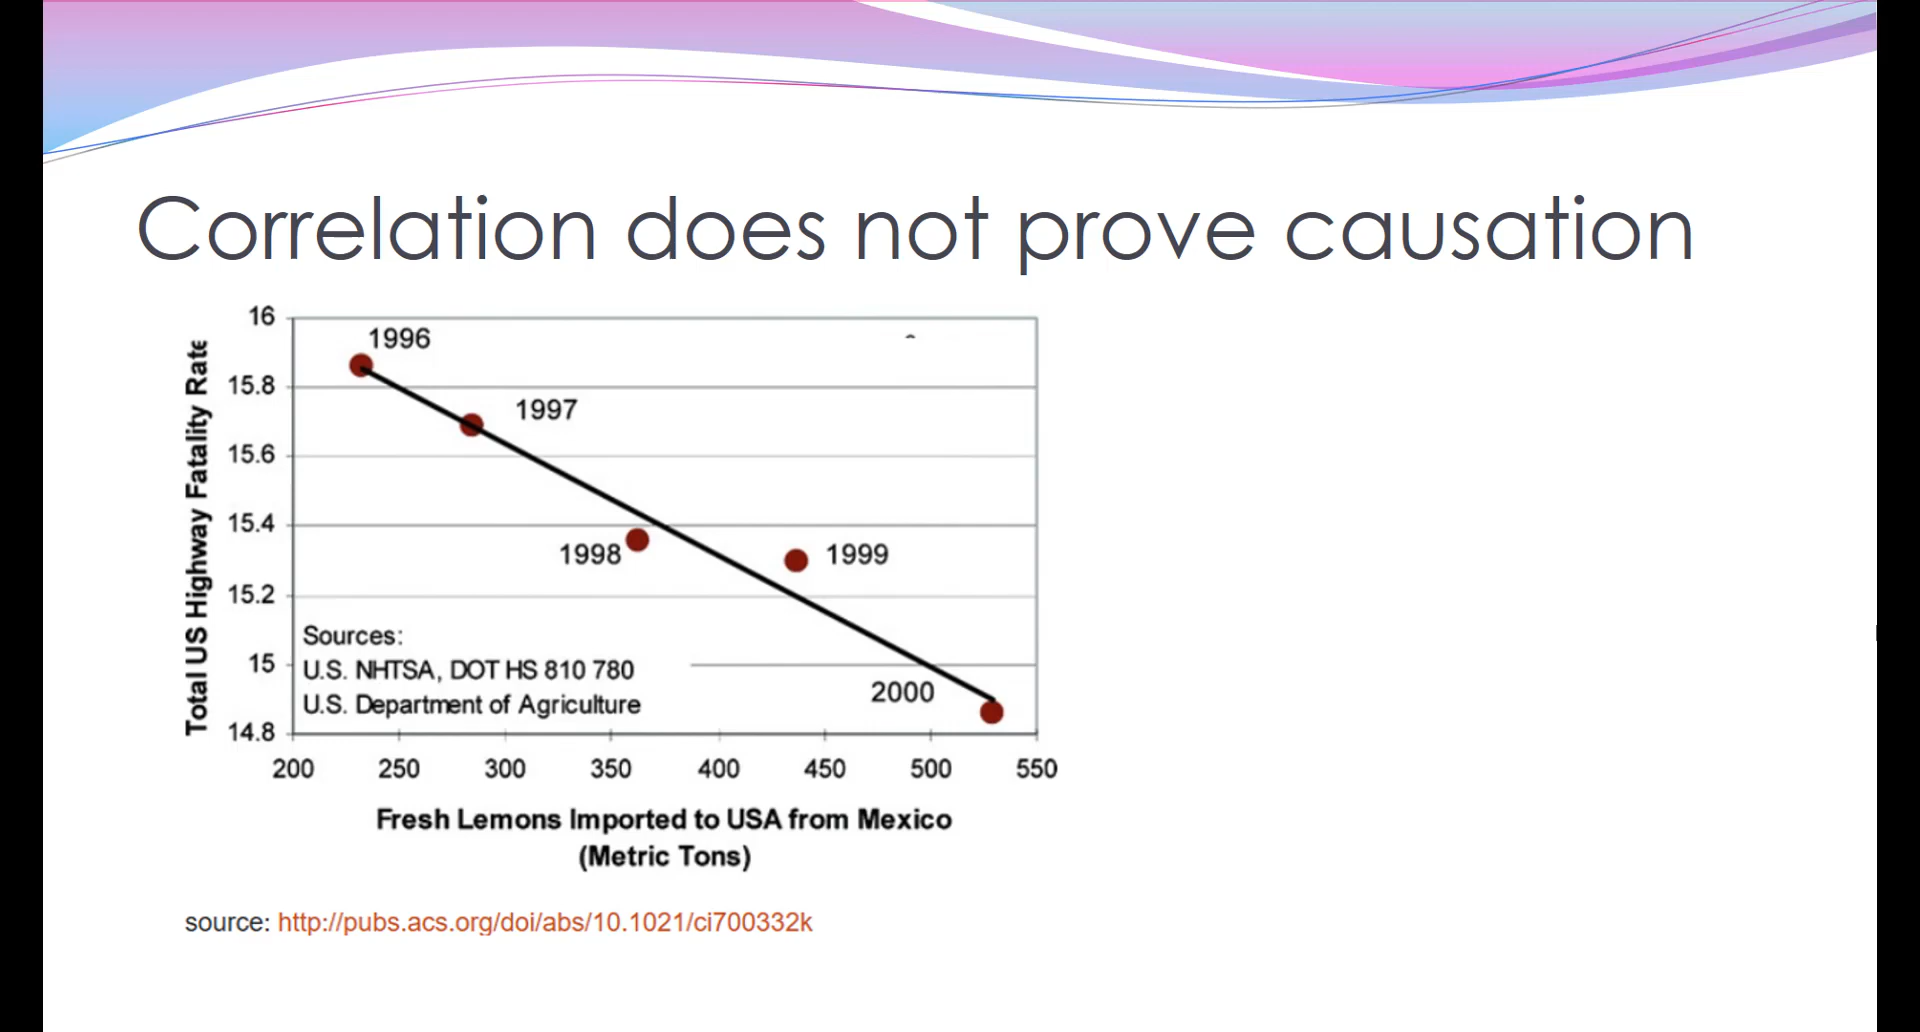 Correlation does not prove causation
Total US Highway Fatality Rate
16
15.8
15.6
15.4
15.2
15
14.8
1996
1997
1998
1999
2000
Sources:
U.S. NHTSA, DOT HS 810 780
U.S. Department of Agriculture
200 250 300 350 400 450 500 550
Fresh Lemons Imported to USA from Mexico
(Metric Tons)
source: http://pubs.acs.org/doi/abs/10.1021/ci700332k